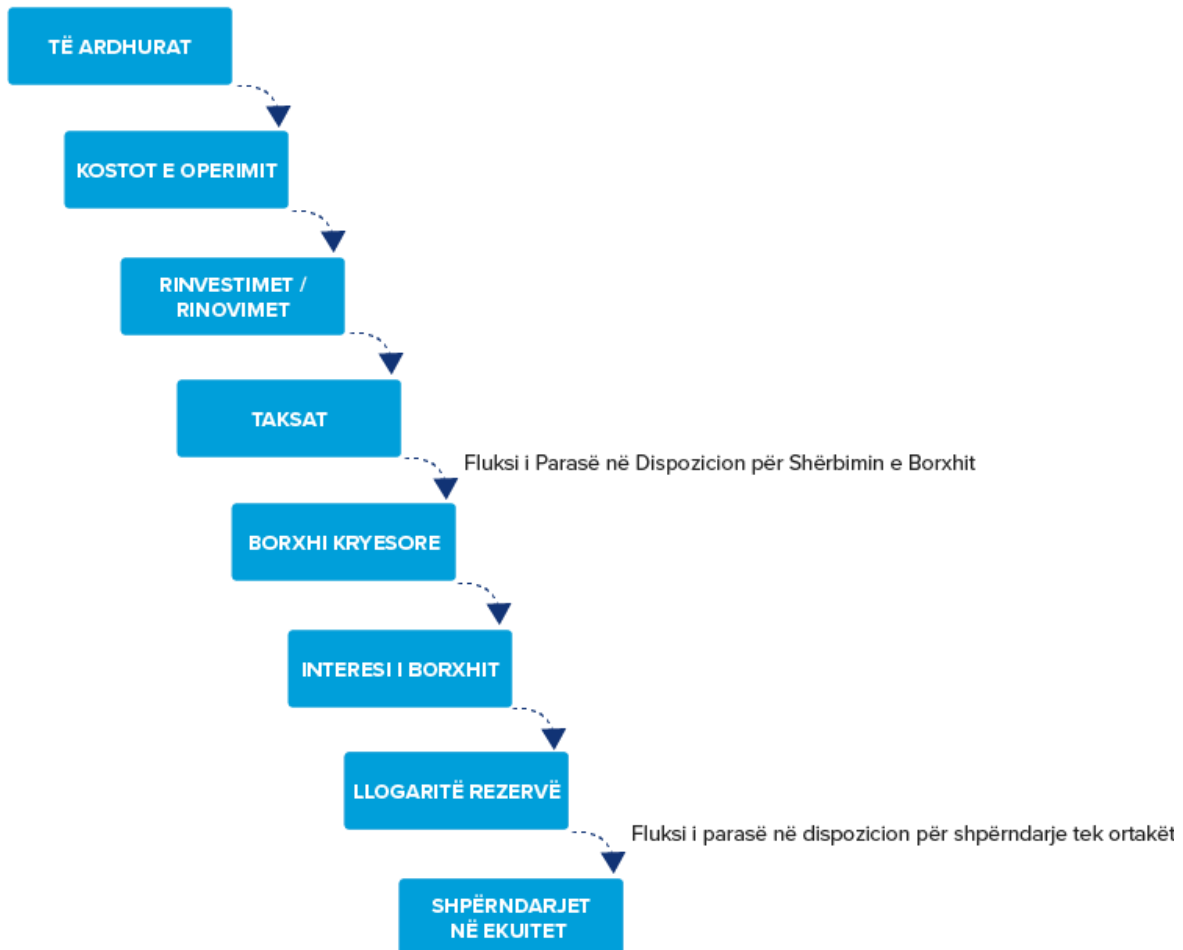 TË ARDHURAT
KOSTOT E OPERIMIT
RINVESTIMET /
RINOVIMET
TAKSAT
Fluksi i Parasë në Dispozicion për Shërbimin e Borxhit
BORXHI KRYESORE
INTERESI I BORXHIT
LLOGARITË REZERVË
Fluksi i parasë në dispozicion për shpërndarje tek ortakët
SHPËRNDARJET
NË EKUITET